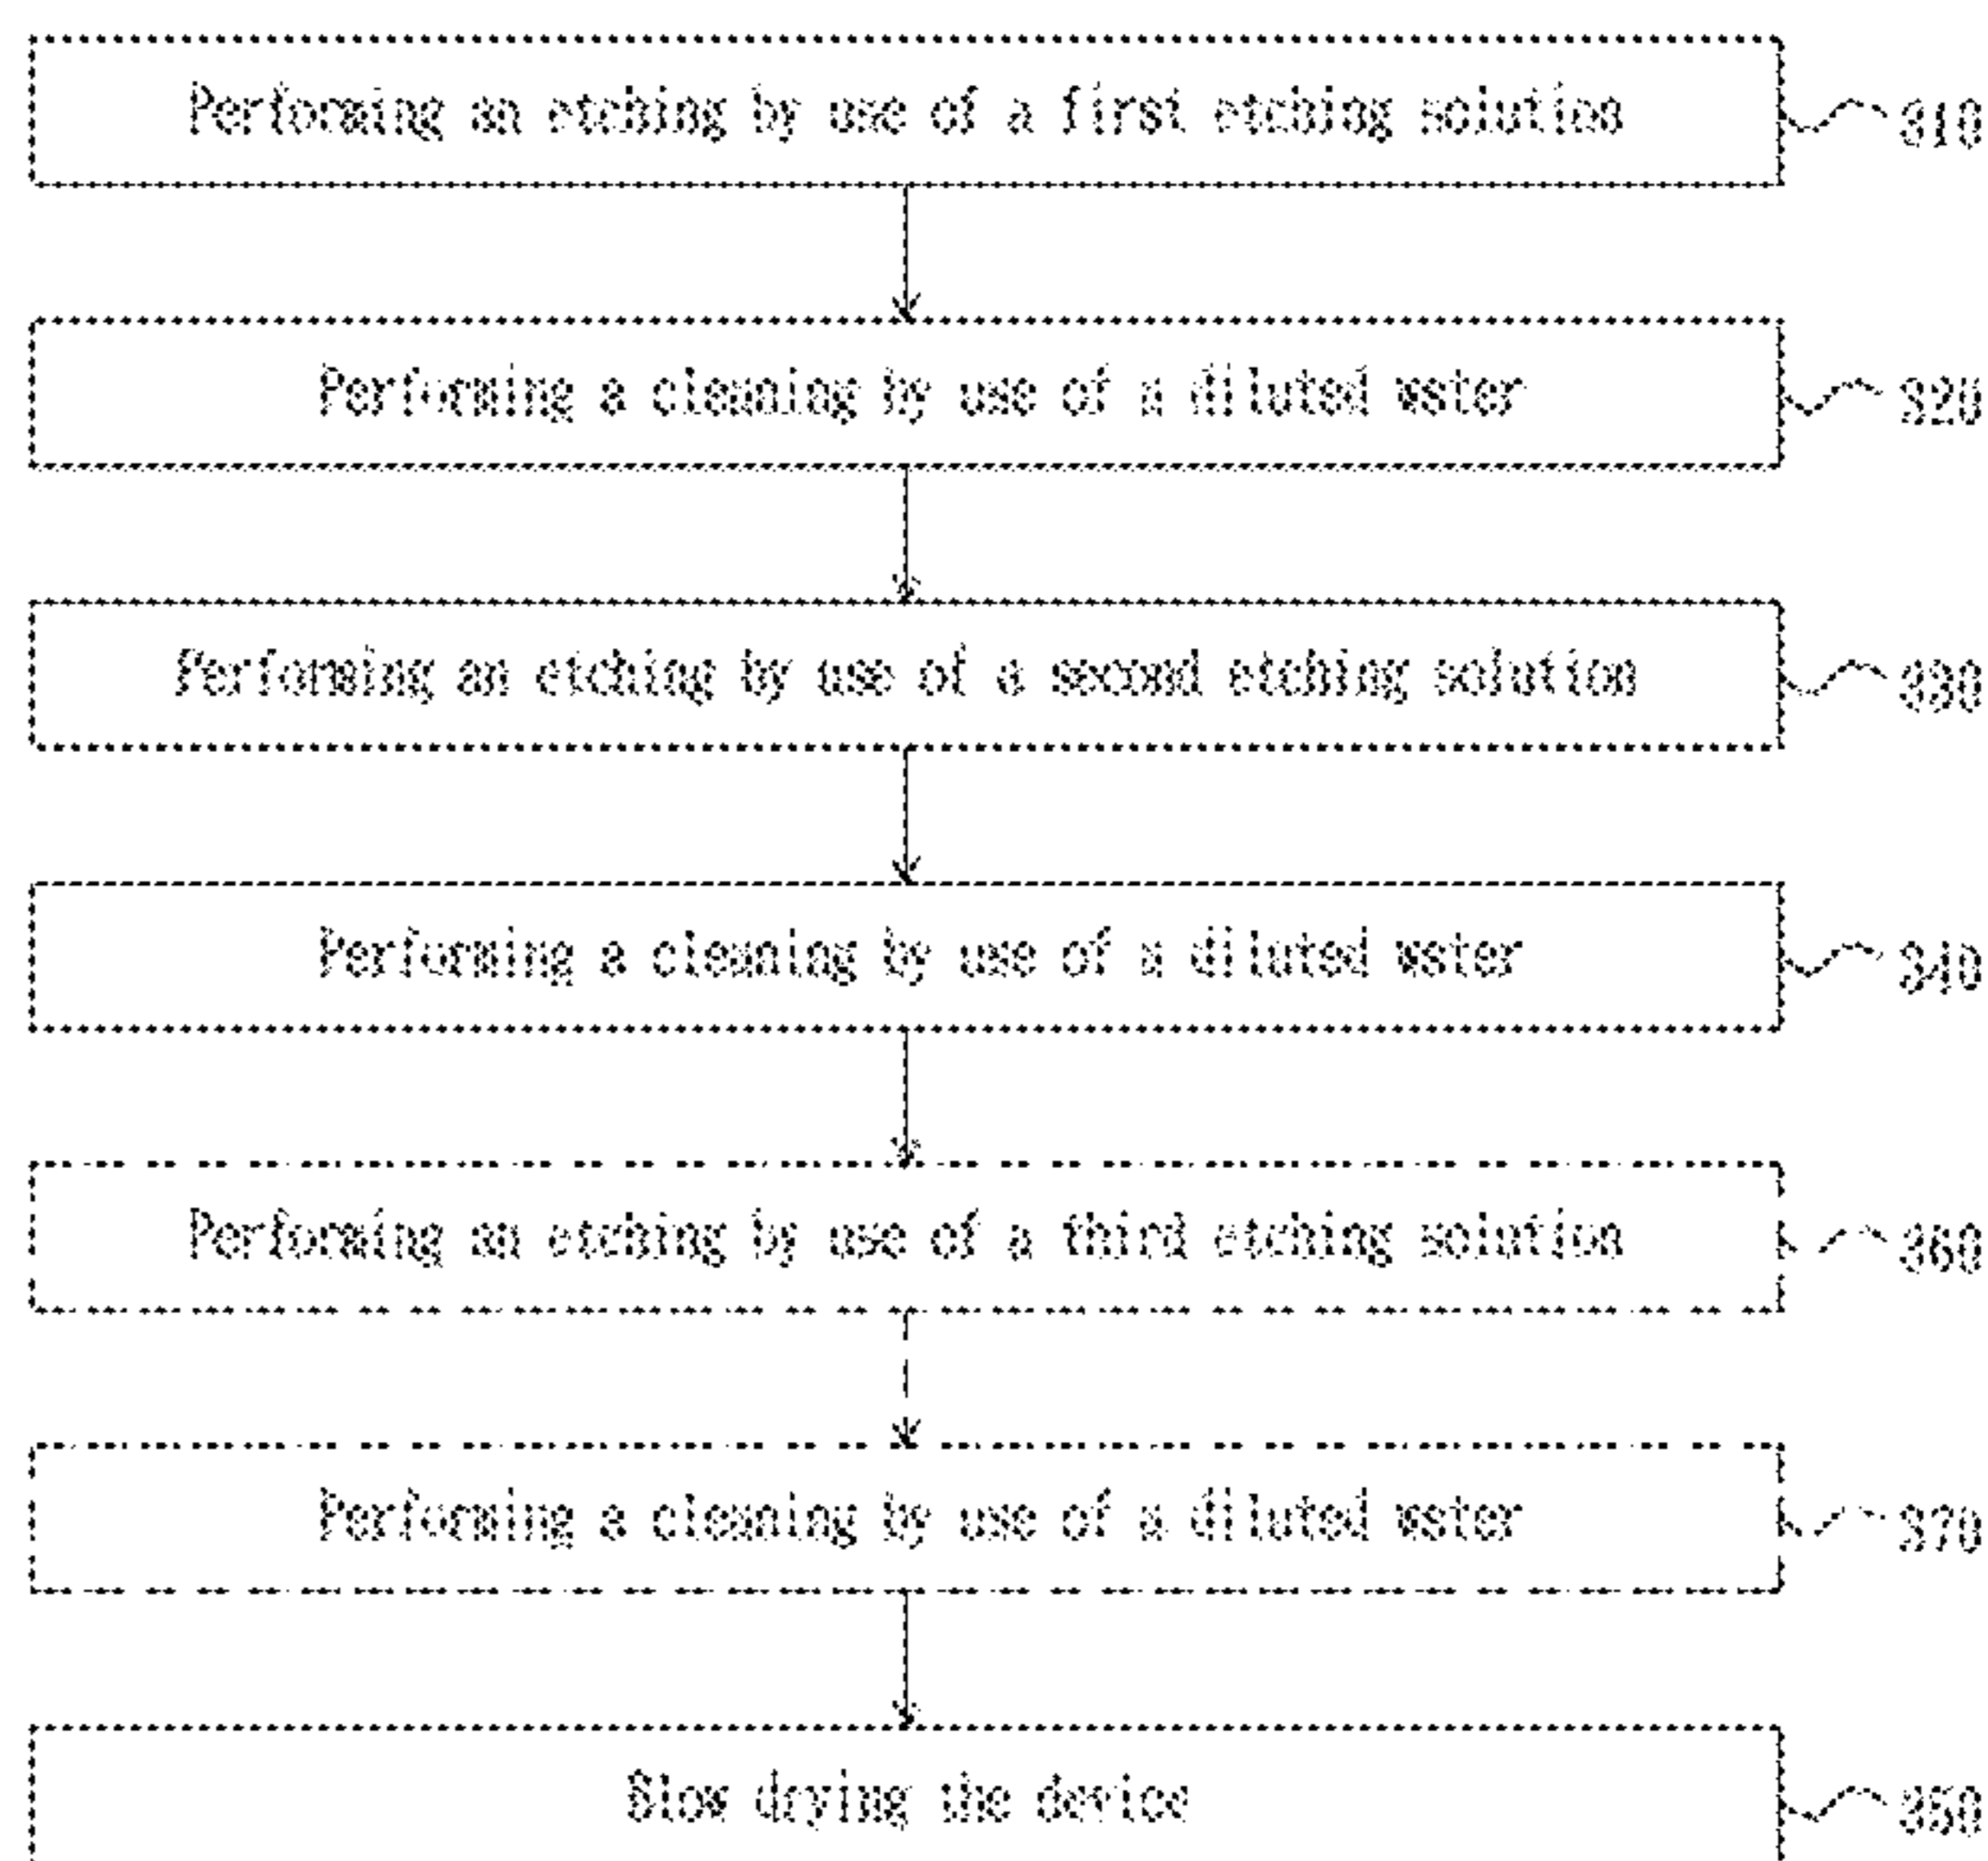 Performing an etching by use of a first etching solution 310
Performing a cleaning by use of a diluted water 320
Performing an etching by use of a second etching solution 330
Performing a cleaning by use of a diluted water 340
Performing an etching by use of a third etching solution 360
Performing a cleaning by use of a diluted water 370
Blow drying the device 350